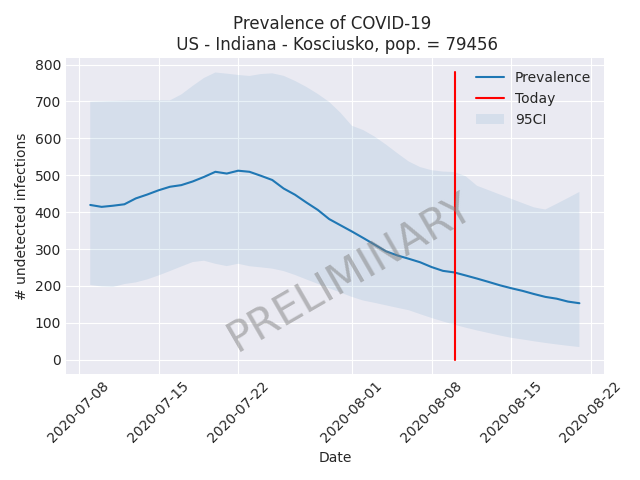 Prevalence of COVID-19
US - Indiana - Kosciusko, pop. = 79456
800
700
600
500
400
300
200
100
0
# undetected infections
Prevalence
Today
95CI
PRELIMINARY
2020-07-08
2020-07-15
2020-07-22
2020-08-01
2020-08-08
2020-08-15
2020-08-22
Date